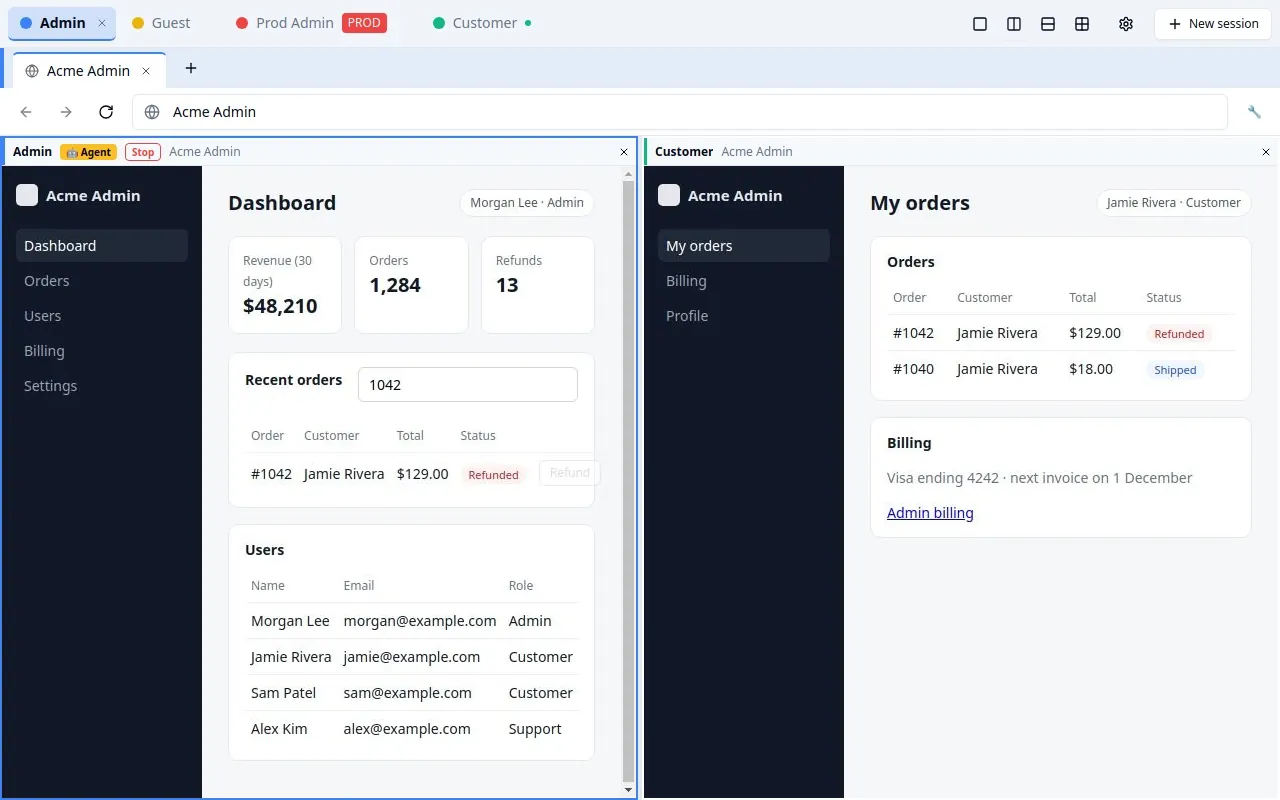 Admin
Guest
Prod Admin PROD
Customer
New session
Acme Admin
Acme Admin
Admin 🤖 Agent Stop Acme Admin
Acme Admin
Dashboard
Orders
Users
Billing
Settings
Dashboard
Morgan Lee · Admin
Revenue (30
days)
$48,210
Orders
1,284
Refunds
13
Recent orders
1042
Order Customer Total Status
#1042 Jamie Rivera $129.00 Refunded Refund
Users
Name Email Role
Morgan Lee morgan@example.com Admin
Jamie Rivera jamie@example.com Customer
Sam Patel sam@example.com Customer
Alex Kim alex@example.com Support
Customer Acme Admin
Acme Admin
My orders
Billing
Profile
My orders
Jamie Rivera · Customer
Orders
Order Customer Total Status
#1042 Jamie Rivera $129.00 Refunded
#1040 Jamie Rivera $18.00 Shipped
Billing
Visa ending 4242 · next invoice on 1 December
Admin billing